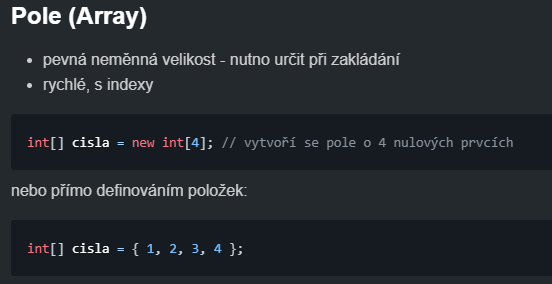 Pole (Array)
• pevná neměnná velikost - nutno určit při zakládání
• rychlé, s indexy
int[] cisla = new int[4]; // vytvoří se pole o 4 nulových prvcích
nebo přímo definováním položek:
int[] cisla = { 1, 2, 3, 4 };